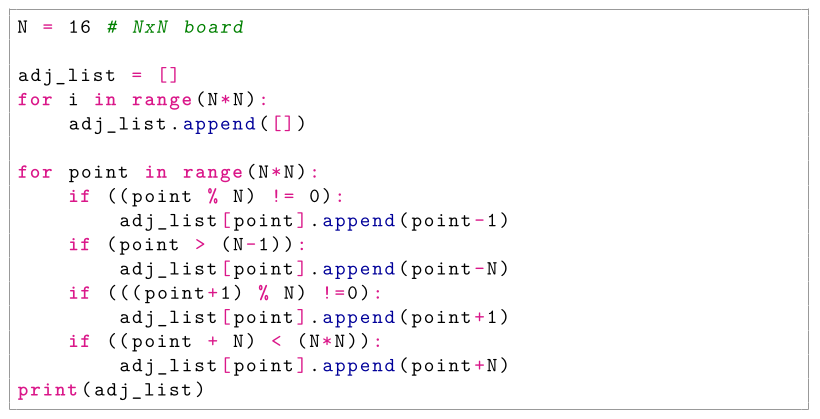 N = 16 # NxN board

adj_list = []
for i in range(N*N):
    adj_list.append([])

for point in range(N*N):
    if ((point % N) != 0):
        adj_list[point].append(point-1)
    if (point > (N-1)):
        adj_list[point].append(point-N)
    if (((point+1) % N) !=0):
        adj_list[point].append(point+1)
    if ((point + N) < (N*N)):
        adj_list[point].append(point+N)
print(adj_list)